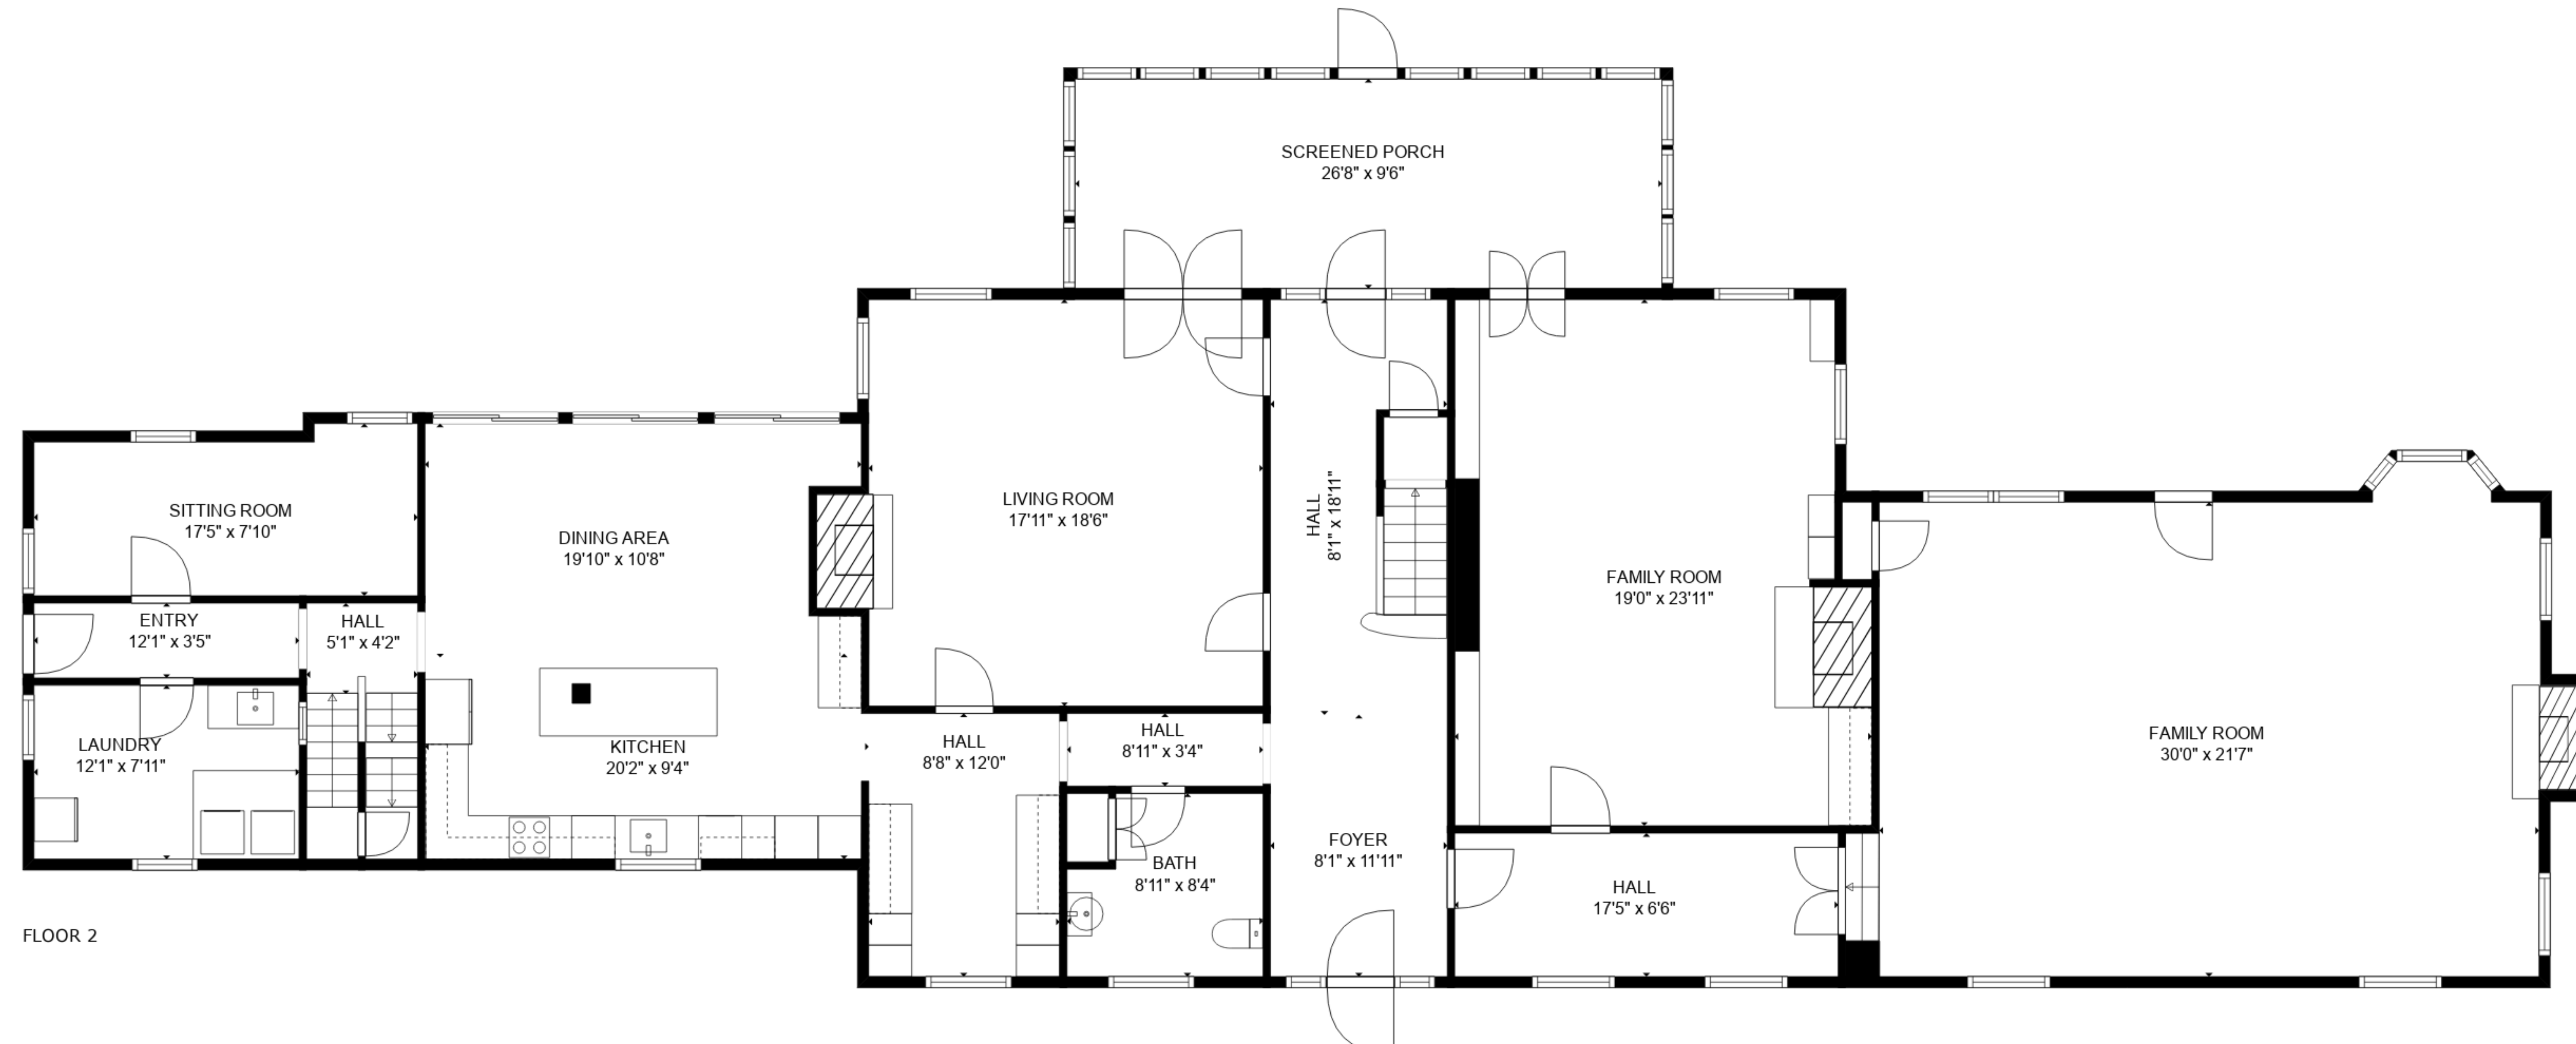 SCREENED PORCH
26'8" x 9'6"
SITTING ROOM
17'5" x 7'10"
DINING AREA
19'10" x 10'8"
LIVING ROOM
17'11" x 18'6"
HALL
8'1" x 18'11"
FAMILY ROOM
19'0" x 23'11"
ENTRY
12'1" x 3'5"
HALL
5'1" x 4'2"
LAUNDRY
12'1" x 7'11"
KITCHEN
20'2" x 9'4"
HALL
8'8" x 12'0"
HALL
8'11" x 3'4"
FAMILY ROOM
30'0" x 21'7"
BATH
8'11" x 8'4"
FOYER
8'1" x 11'11"
HALL
17'5" x 6'6"
FLOOR 2